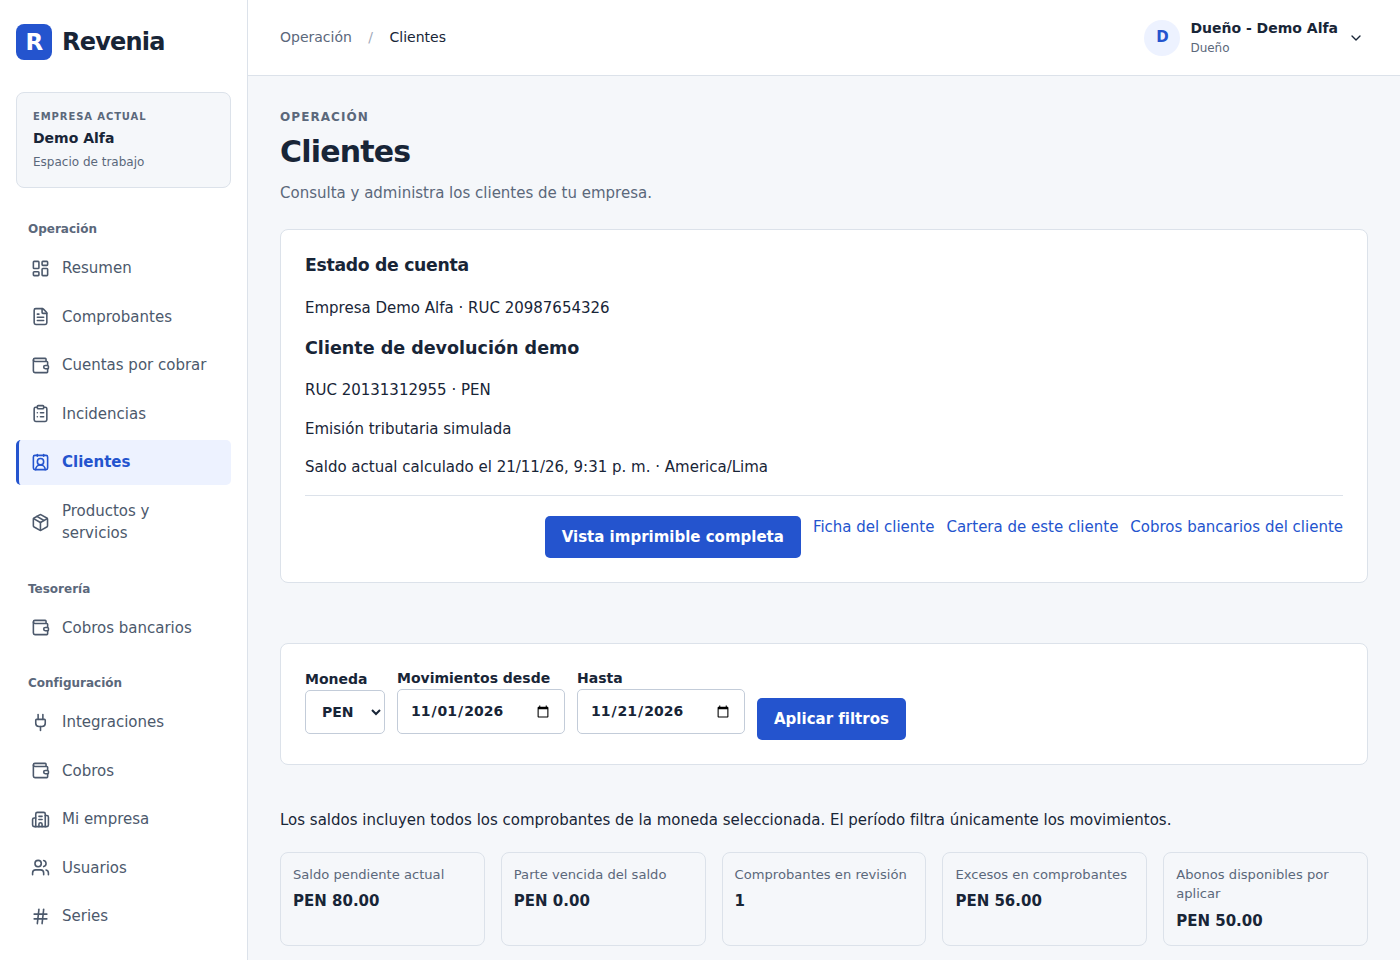 R Revenia
EMPRESA ACTUAL
Demo Alfa
Espacio de trabajo
Operación
Resumen
Comprobantes
Cuentas por cobrar
Incidencias
Clientes
Productos y
servicios
Tesorería
Cobros bancarios
Configuración
Integraciones
Cobros
Mi empresa
Usuarios
Series
Operación / Clientes
D
Dueño - Demo Alfa
Dueño
OPERACIÓN
Clientes
Consulta y administra los clientes de tu empresa.
Estado de cuenta
Empresa Demo Alfa · RUC 20987654326
Cliente de devolución demo
RUC 20131312955 · PEN
Emisión tributaria simulada
Saldo actual calculado el 21/11/26, 9:31 p. m. · America/Lima
Vista imprimible completa Ficha del cliente Cartera de este cliente Cobros bancarios del cliente
Moneda Movimientos desde Hasta
PEN 11/01/2026 11/21/2026 Aplicar filtros
Los saldos incluyen todos los comprobantes de la moneda seleccionada. El período filtra únicamente los movimientos.
Saldo pendiente actual
PEN 80.00
Parte vencida del saldo
PEN 0.00
Comprobantes en revisión
1
Excesos en comprobantes
PEN 56.00
Abonos disponibles por
aplicar
PEN 50.00